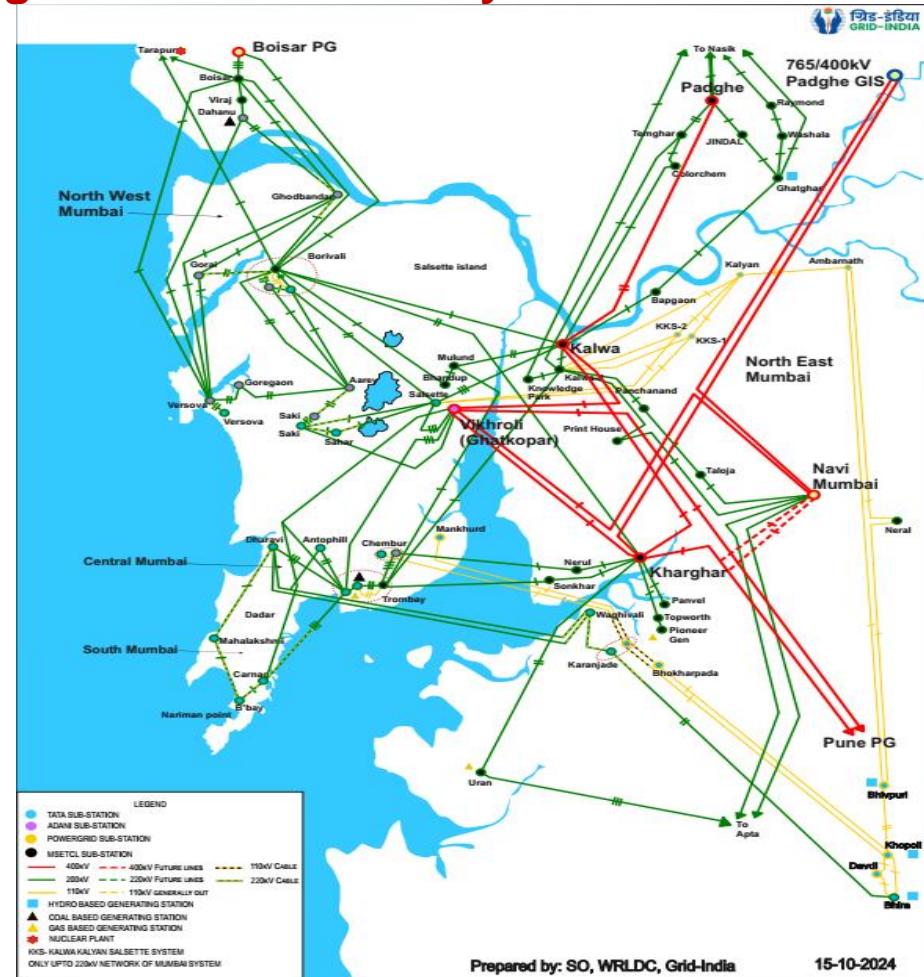 ग्रिड-इंडिया
GRID-INDIA
Tarapur
Boisar PG
To Nasik
765/400kV
Padghe GIS
Boisar
Padghe
Viraj
Dahanu
Raymond
Temghar
JINDAL
Washala
Colorchem
Ghatghar
North West
Mumbai
Ghodbandar
Borivali
Gorai
Salsette island
Kalyan
Ambarnath
Bapgaon
KKS-2
KKS-1
Kalwa
North East
Mumbai
Mulund
Bhandup
Kalwa
Knowledge
Park
Panchanand
Goregaon
Aarey
Salsette
Versova
Versova
Saki
Saki
Sahar
Vikhroli
(Ghatkopar)
Print House
Taloja
Navi
Mumbai
Neral
Mankhurd
Dharavi
Antophill
Chembur
Central Mumbai
Nerul
Sonkhar
Kharghar
Trombay
Dadar
Panvel
Topworth
Pioneer
Gen
Waghivali
Mahalakshmi
South Mumbai
Karanjade
Bhokharpada
Carnac
B'bay
Nariman point
Pune PG
Uran
Bhivpuri
To
Apta
Khopoli
Davdi
Bhira
LEGEND
TATA SUB-STATION
ADANI SUB-STATION
POWERGRID SUB-STATION
MSETCL SUB-STATION
400kV 400kV FUTURE LINES 110kV CABLE
200kV 220kV FUTURE LINES 220kV CABLE
110kV 110kV GENERALLY OUT
HYDRO BASED GENERATING STATION
COAL BASED GENERATING STATION
GAS BASED GENERATING STATION
NUCLEAR PLANT
KKS- KALWA KALYAN SALSETTE SYSTEM
ONLY UPTO 220kV NETWORK OF MUMBAI SYSTEM
Prepared by: SO, WRLDC, Grid-India 15-10-2024